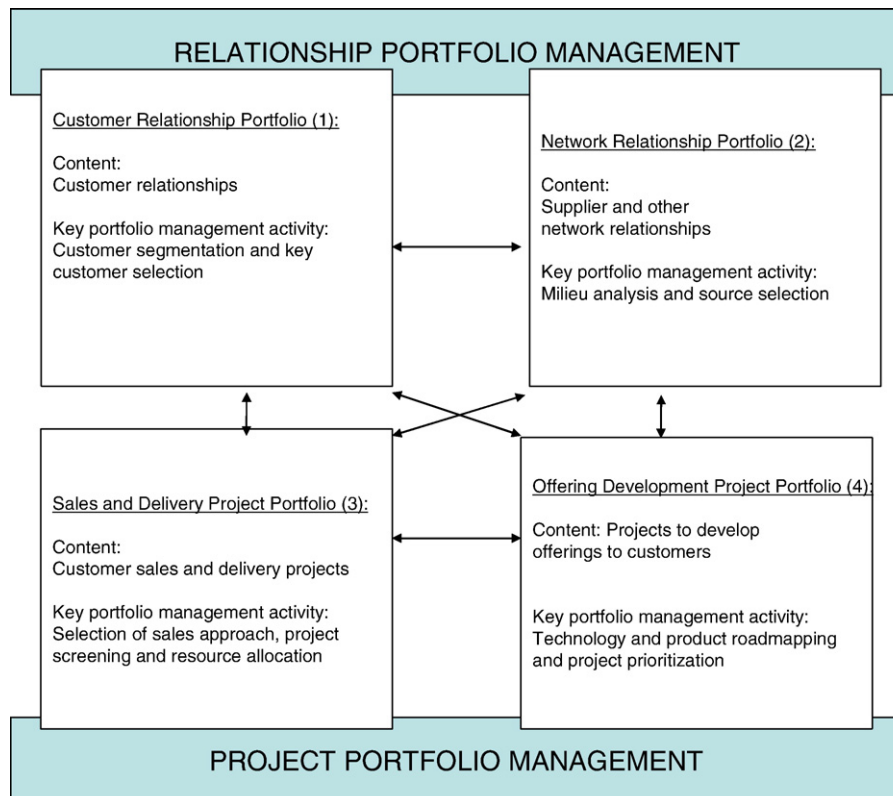 RELATIONSHIP PORTFOLIO MANAGEMENT
Customer Relationship Portfolio (1):
Content:
Customer relationships
Key portfolio management activity:
Customer segmentation and key
customer selection
Network Relationship Portfolio (2):
Content:
Supplier and other
network relationships
Key portfolio management activity:
Milieu analysis and source selection
Sales and Delivery Project Portfolio (3):
Content:
Customer sales and delivery projects
Key portfolio management activity:
Selection of sales approach, project
screening and resource allocation
Offering Development Project Portfolio (4):
Content: Projects to develop
offerings to customers
Key portfolio management activity:
Technology and product roadmapping
and project prioritization
PROJECT PORTFOLIO MANAGEMENT